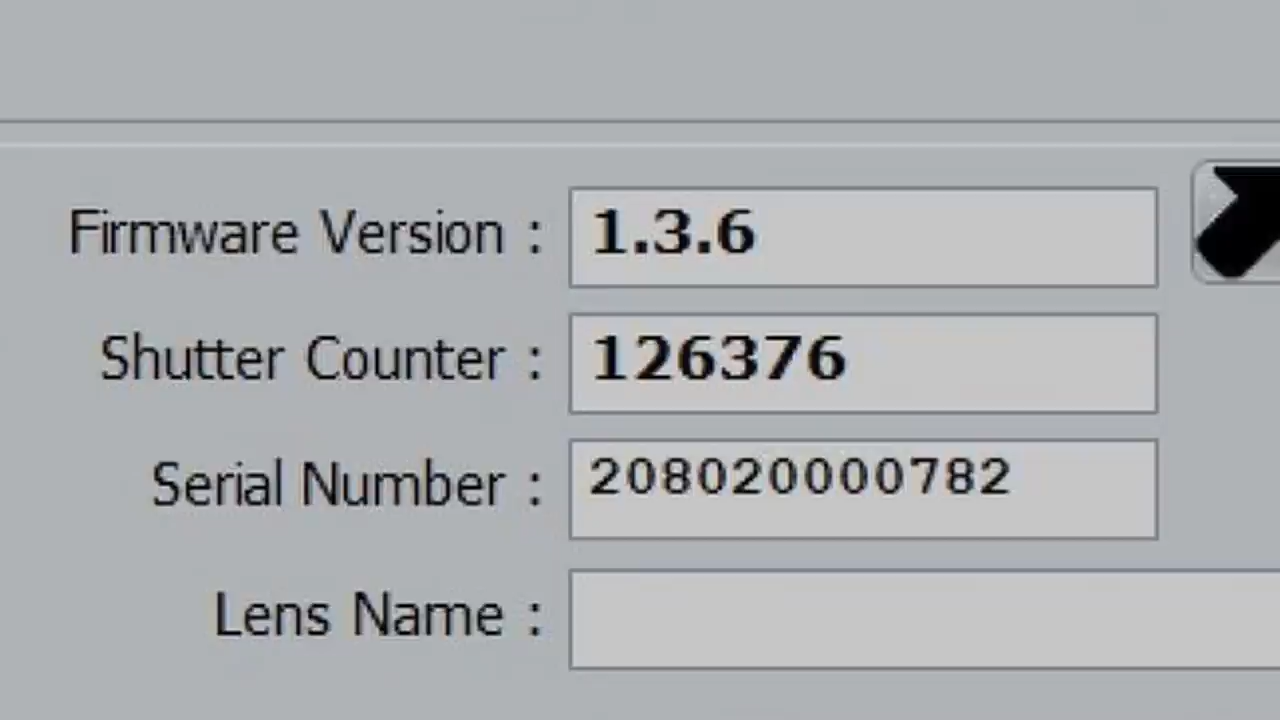 Firmware Version : 1.3.6
Shutter Counter : 126376
Serial Number : 208020000782
Lens Name :